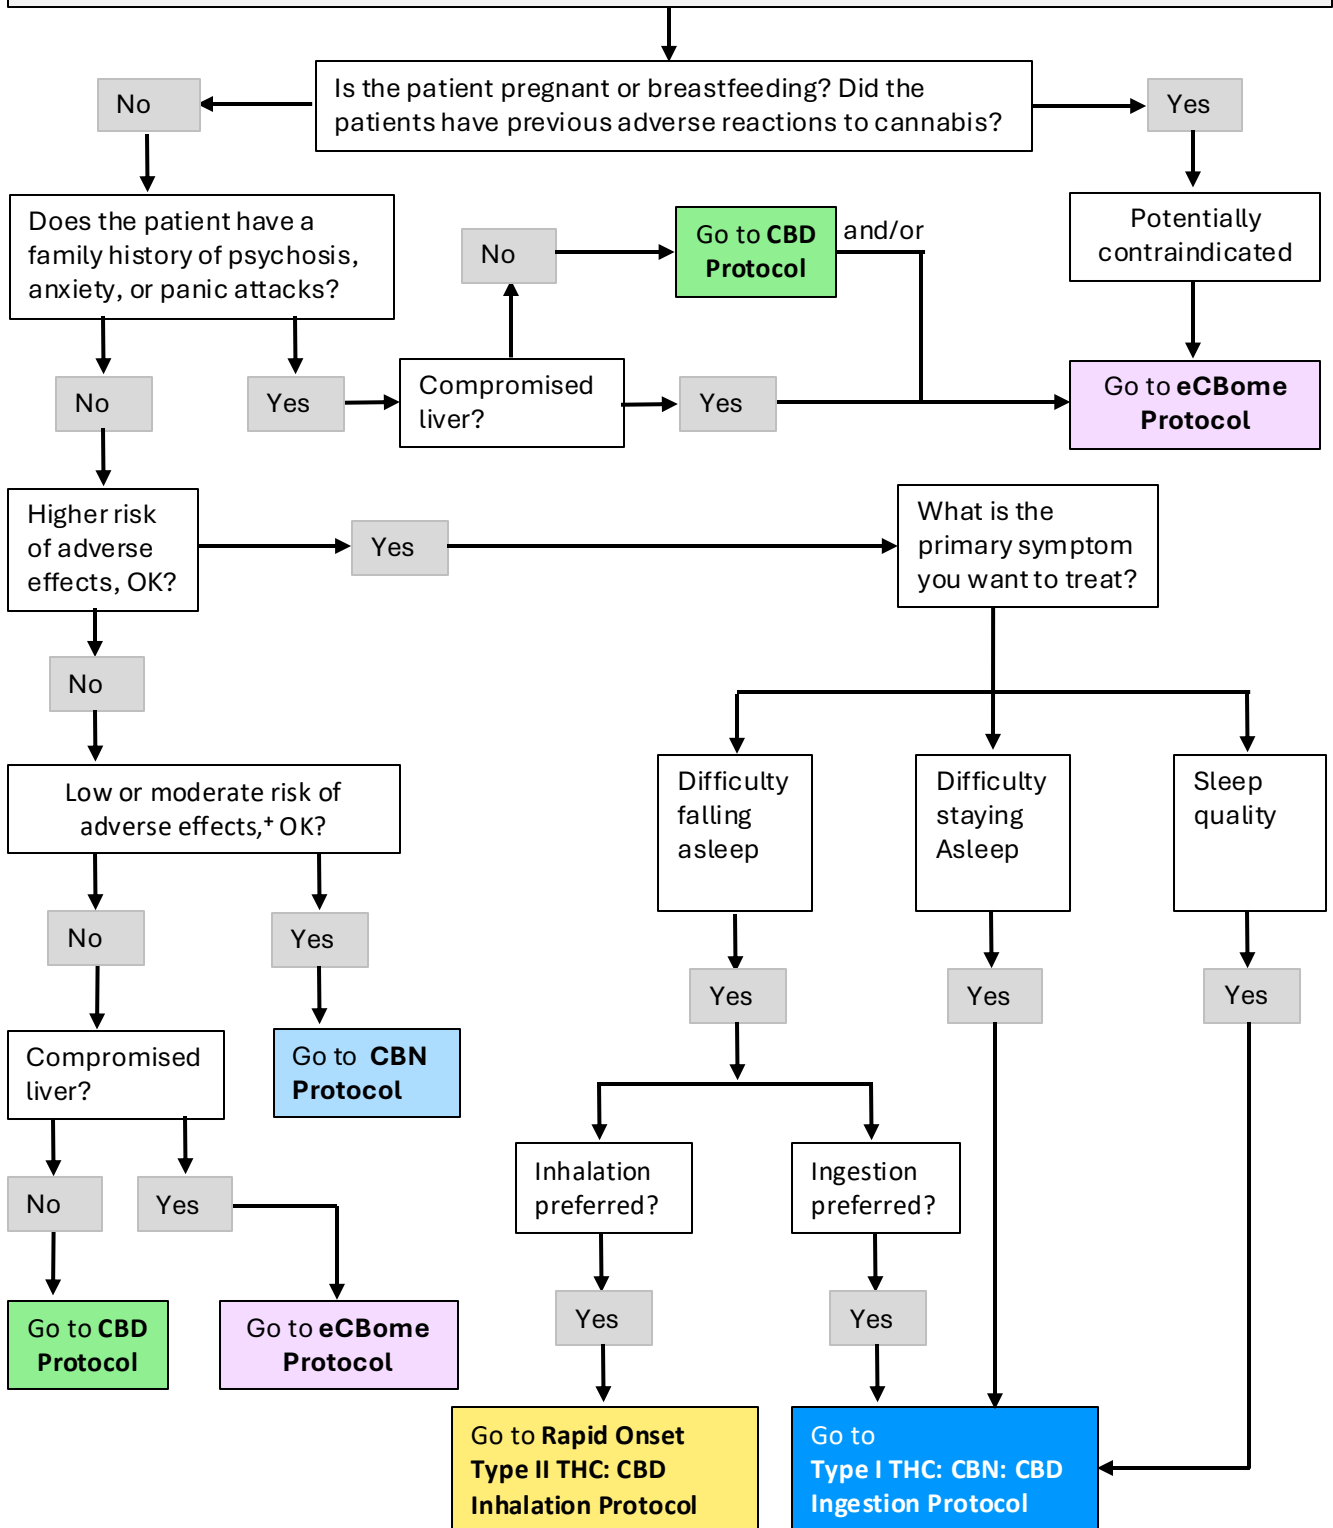 Is the patient pregnant or breastfeeding? Did the
patients have previous adverse reactions to cannabis?
No
Yes
Does the patient have a
family history of psychosis,
anxiety, or panic attacks?
No
Go to CBD
Protocol
and/or
Potentially
contraindicated
No
Yes
Compromised
liver?
Yes
Go to eCBome
Protocol
Higher risk
of adverse
effects, OK?
Yes
What is the
primary symptom
you want to treat?
No
Low or moderate risk of
adverse effects,⁺ OK?
Difficulty
falling
asleep
Difficulty
staying
Asleep
Sleep
quality
No
Yes
Yes
Yes
Yes
Compromised
liver?
Go to CBN
Protocol
No
Yes
Inhalation
preferred?
Ingestion
preferred?
Go to CBD
Protocol
Go to eCBome
Protocol
Yes
Yes
Go to Rapid Onset
Type II THC: CBD
Inhalation Protocol
Go to
Type I THC: CBN: CBD
Ingestion Protocol